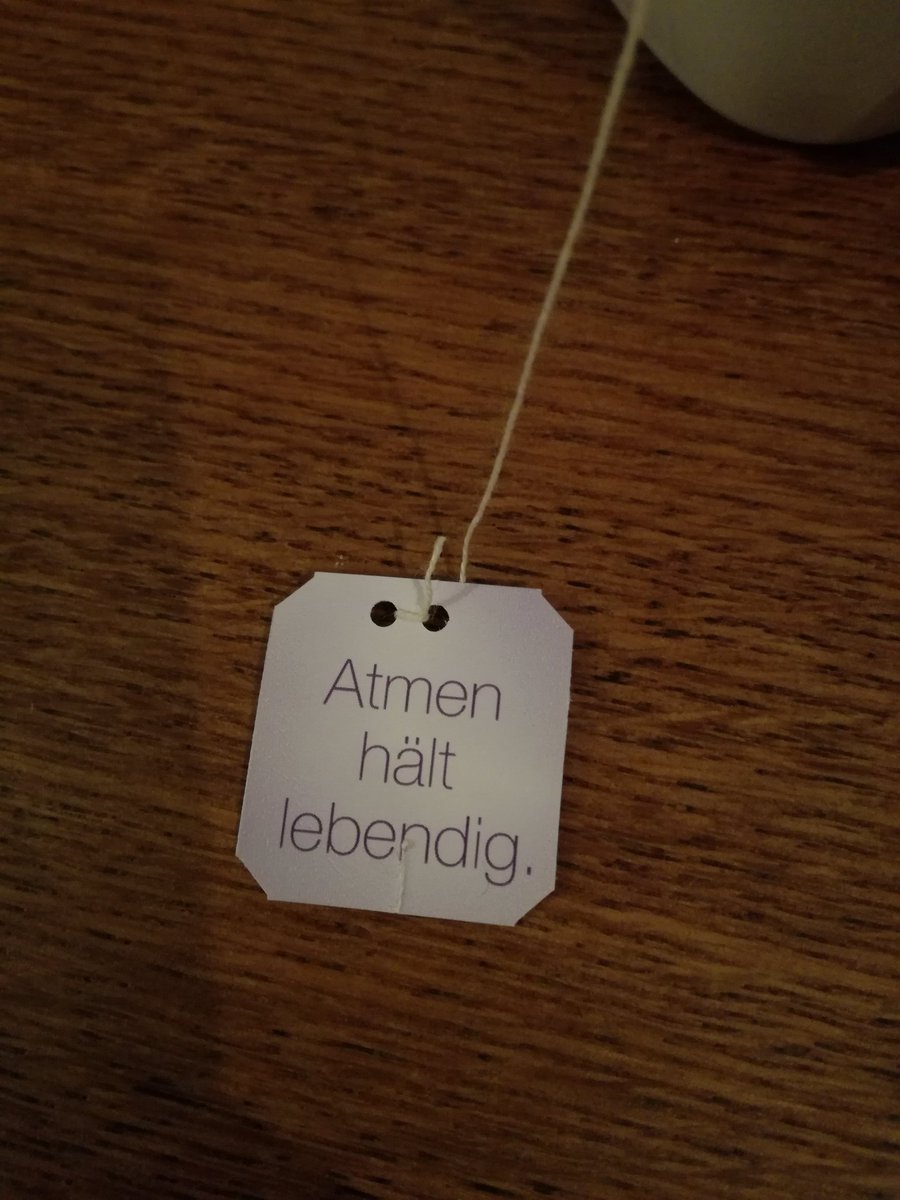 Atmen
hält
lebendig.